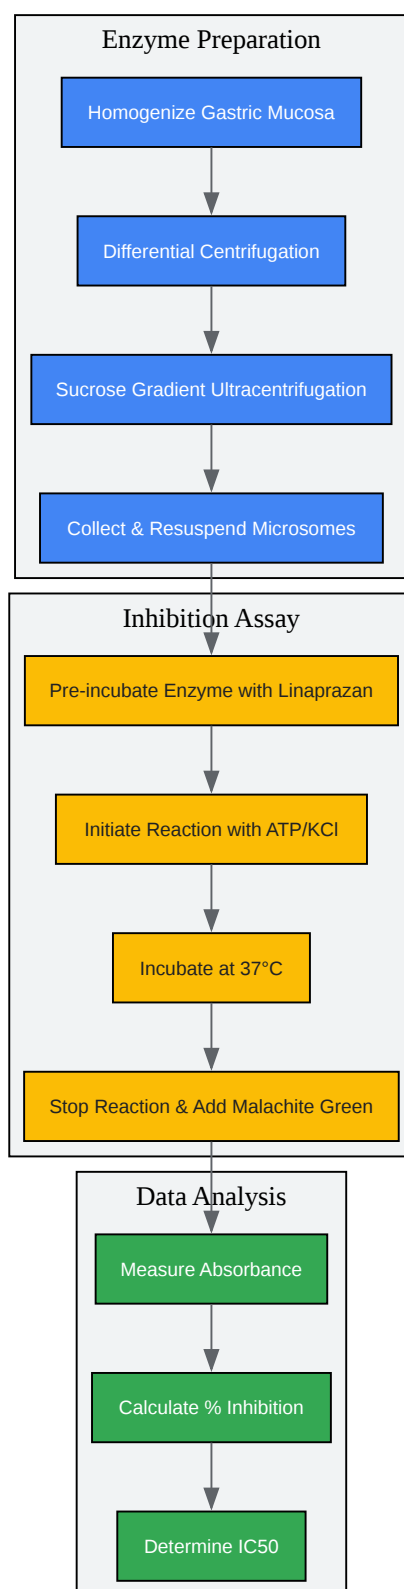 Enzyme Preparation
Homogenize Gastric Mucosa
Differential Centrifugation
Sucrose Gradient Ultracentrifugation
Collect & Resuspend Microsomes
Inhibition Assay
Pre-incubate Enzyme with Linaprazan
Initiate Reaction with ATP/KCl
Incubate at 37°C
Stop Reaction & Add Malachite Green
Data Analysis
Measure Absorbance
Calculate % Inhibition
Determine IC50